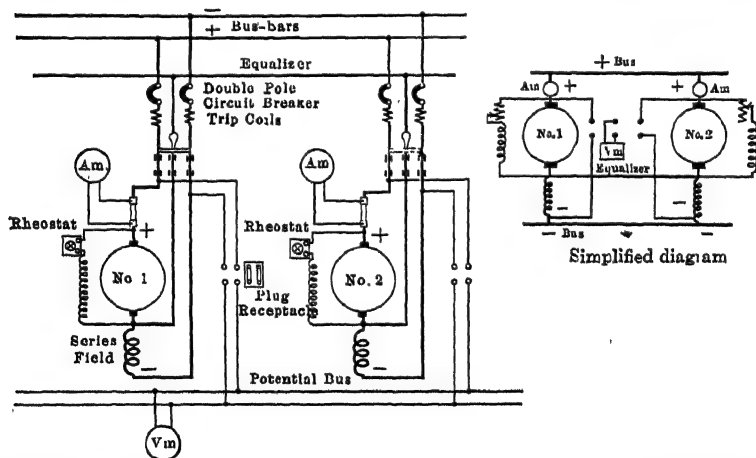 −
+ Bus-bars
Equalizer
Double Pole
Circuit Breaker
Trip Coils
Am.
Am
Rheostat
+
Rheostat
+
No. 1
No. 2
Plug
Receptacl
Series
Field
−
−
Potential Bus
Vm
+ Bus
Am
+
+
Am
No. 1
No. 2
Vm
Equalizer
−
−
− Bus
−
Simplified diagram